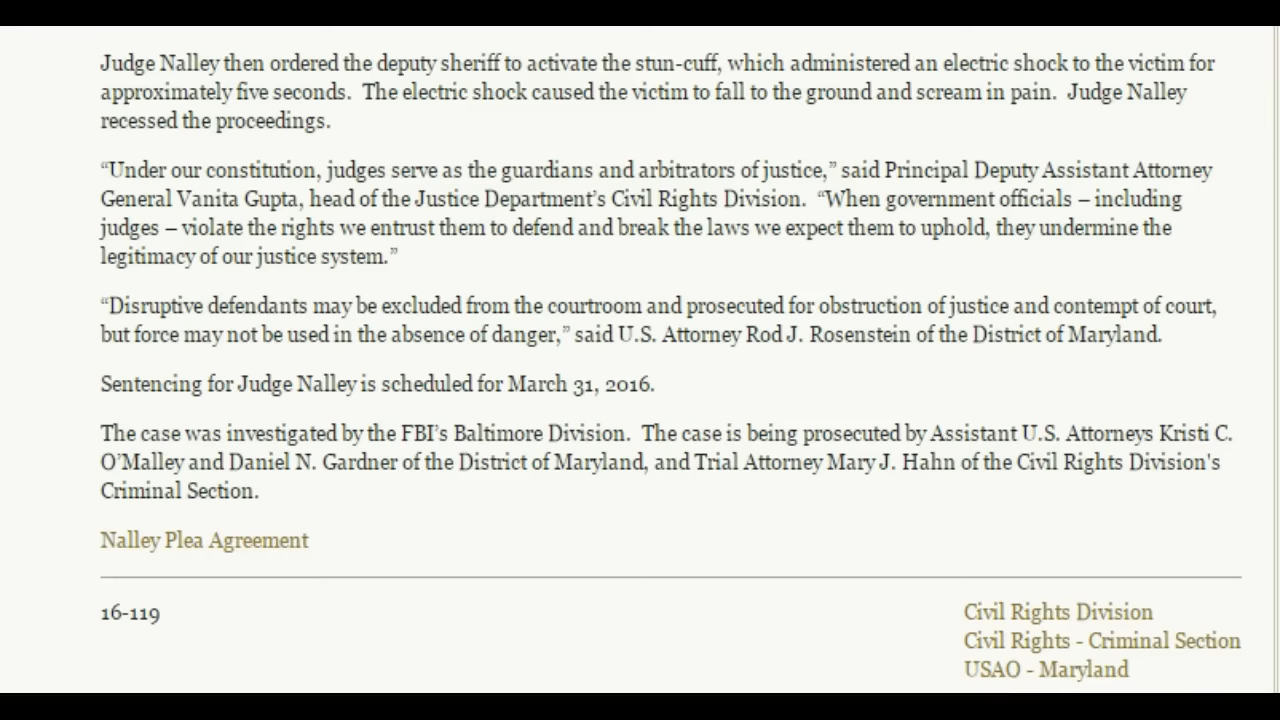 Judge Nalley then ordered the deputy sheriff to activate the stun-cuff, which administered an electric shock to the victim for
approximately five seconds.  The electric shock caused the victim to fall to the ground and scream in pain.  Judge Nalley
recessed the proceedings.
“Under our constitution, judges serve as the guardians and arbitrators of justice,” said Principal Deputy Assistant Attorney
General Vanita Gupta, head of the Justice Department’s Civil Rights Division.  “When government officials – including
judges – violate the rights we entrust them to defend and break the laws we expect them to uphold, they undermine the
legitimacy of our justice system.”
“Disruptive defendants may be excluded from the courtroom and prosecuted for obstruction of justice and contempt of court,
but force may not be used in the absence of danger,” said U.S. Attorney Rod J. Rosenstein of the District of Maryland.
Sentencing for Judge Nalley is scheduled for March 31, 2016.
The case was investigated by the FBI’s Baltimore Division.  The case is being prosecuted by Assistant U.S. Attorneys Kristi C.
O’Malley and Daniel N. Gardner of the District of Maryland, and Trial Attorney Mary J. Hahn of the Civil Rights Division's
Criminal Section.
Nalley Plea Agreement
16-119
Civil Rights Division
Civil Rights - Criminal Section
USAO - Maryland